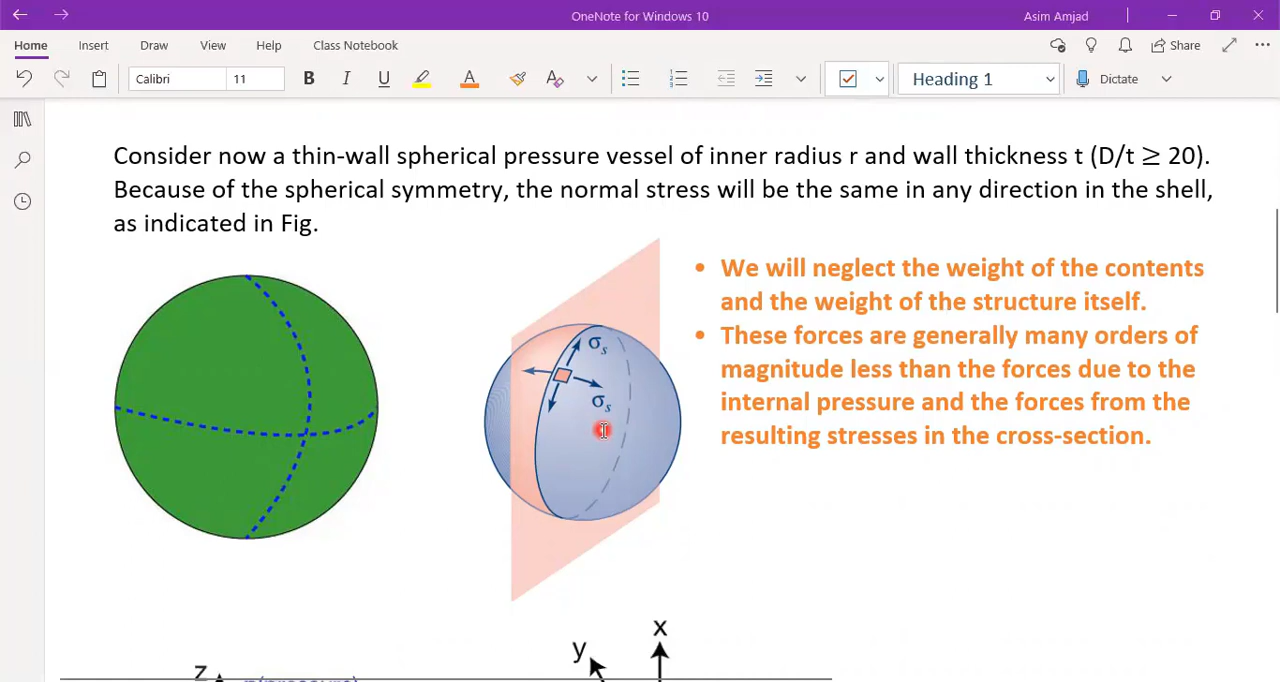 OneNote for Windows 10
Asim Amjad
Home Insert Draw View Help Class Notebook
Share
Calibri 11 B I U A A Heading 1 Dictate
Consider now a thin-wall spherical pressure vessel of inner radius r and wall thickness t (D/t ≥ 20).
Because of the spherical symmetry, the normal stress will be the same in any direction in the shell,
as indicated in Fig.
• We will neglect the weight of the contents
and the weight of the structure itself.
• These forces are generally many orders of
magnitude less than the forces due to the
internal pressure and the forces from the
resulting stresses in the cross-section.
σs
σs
x
y
z